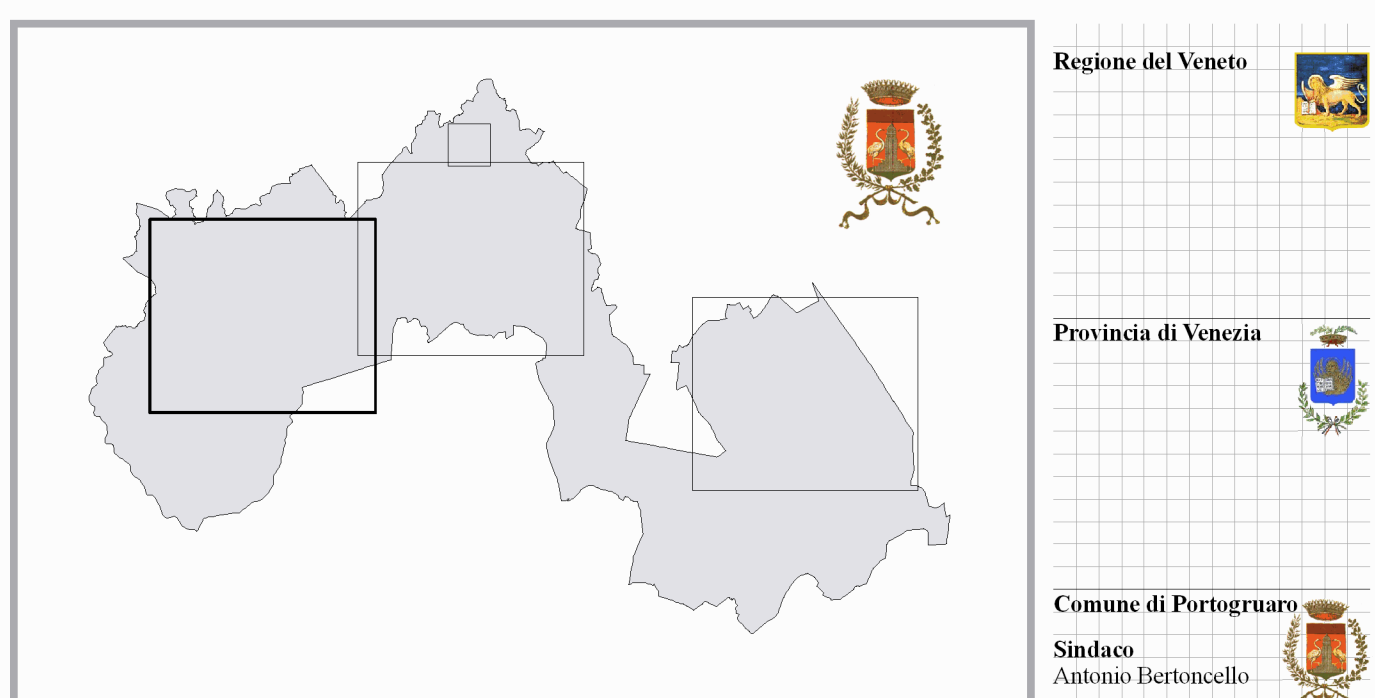 Regione del Veneto
Provincia di Venezia
Comune di Portogruaro
Sindaco
Antonio Bertoncello